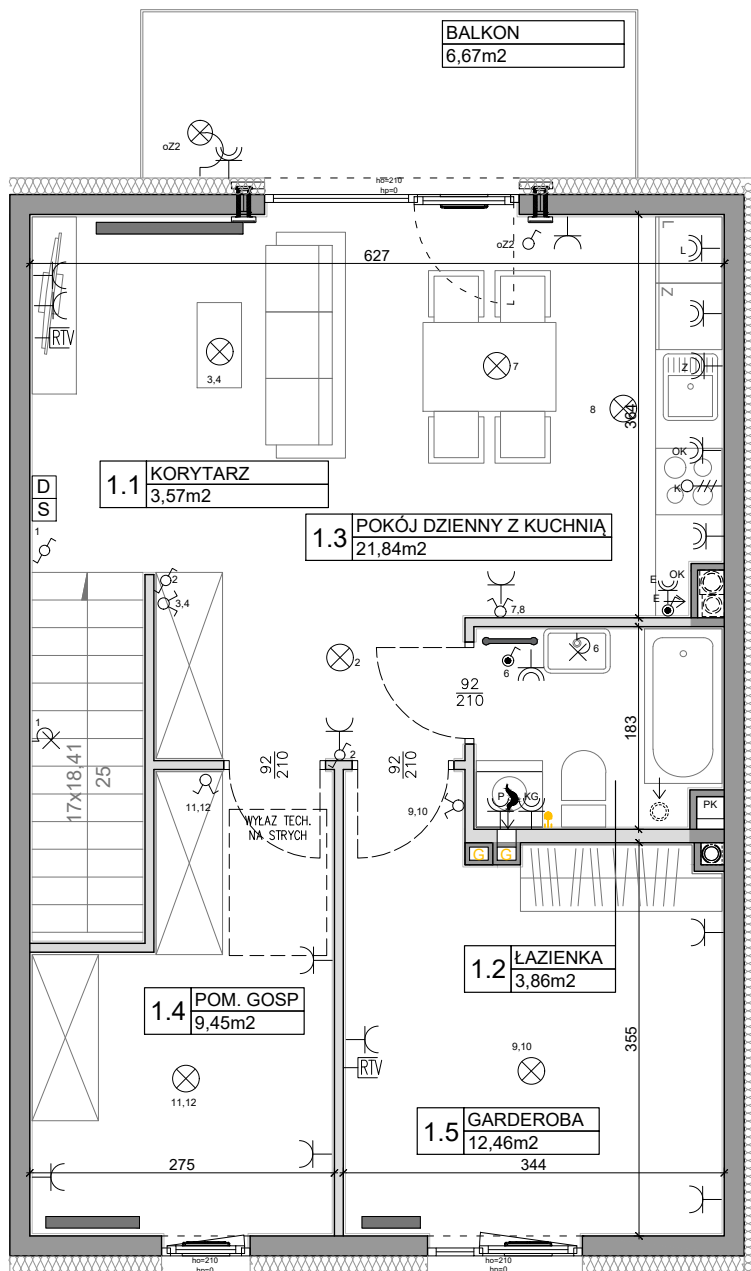 BALKON
6,67m2
oZ2
ho=210
hp=0
oZ2
L
627
Z
RTV
3,4
7
Z
8
364
OK
K
1.1
KORYTARZ
3,57m2
D
S
1.3
POKÓJ DZIENNY Z KUCHNIĄ
21,84m2
1
2
3,4
E
OK
E
7,8
2
6
6
92
210
183
1
17x18,41
25
92
210
2
92
210
11,12
9,10
P
KG
PK
WYŁAZ TECH.
NA STRYCH
G
G
1.2
ŁAZIENKA
3,86m2
1.4
POM. GOSP
9,45m2
355
9,10
RTV
11,12
1.5
GARDEROBA
12,46m2
275
344
ho=210
hp=0
ho=210
hp=0